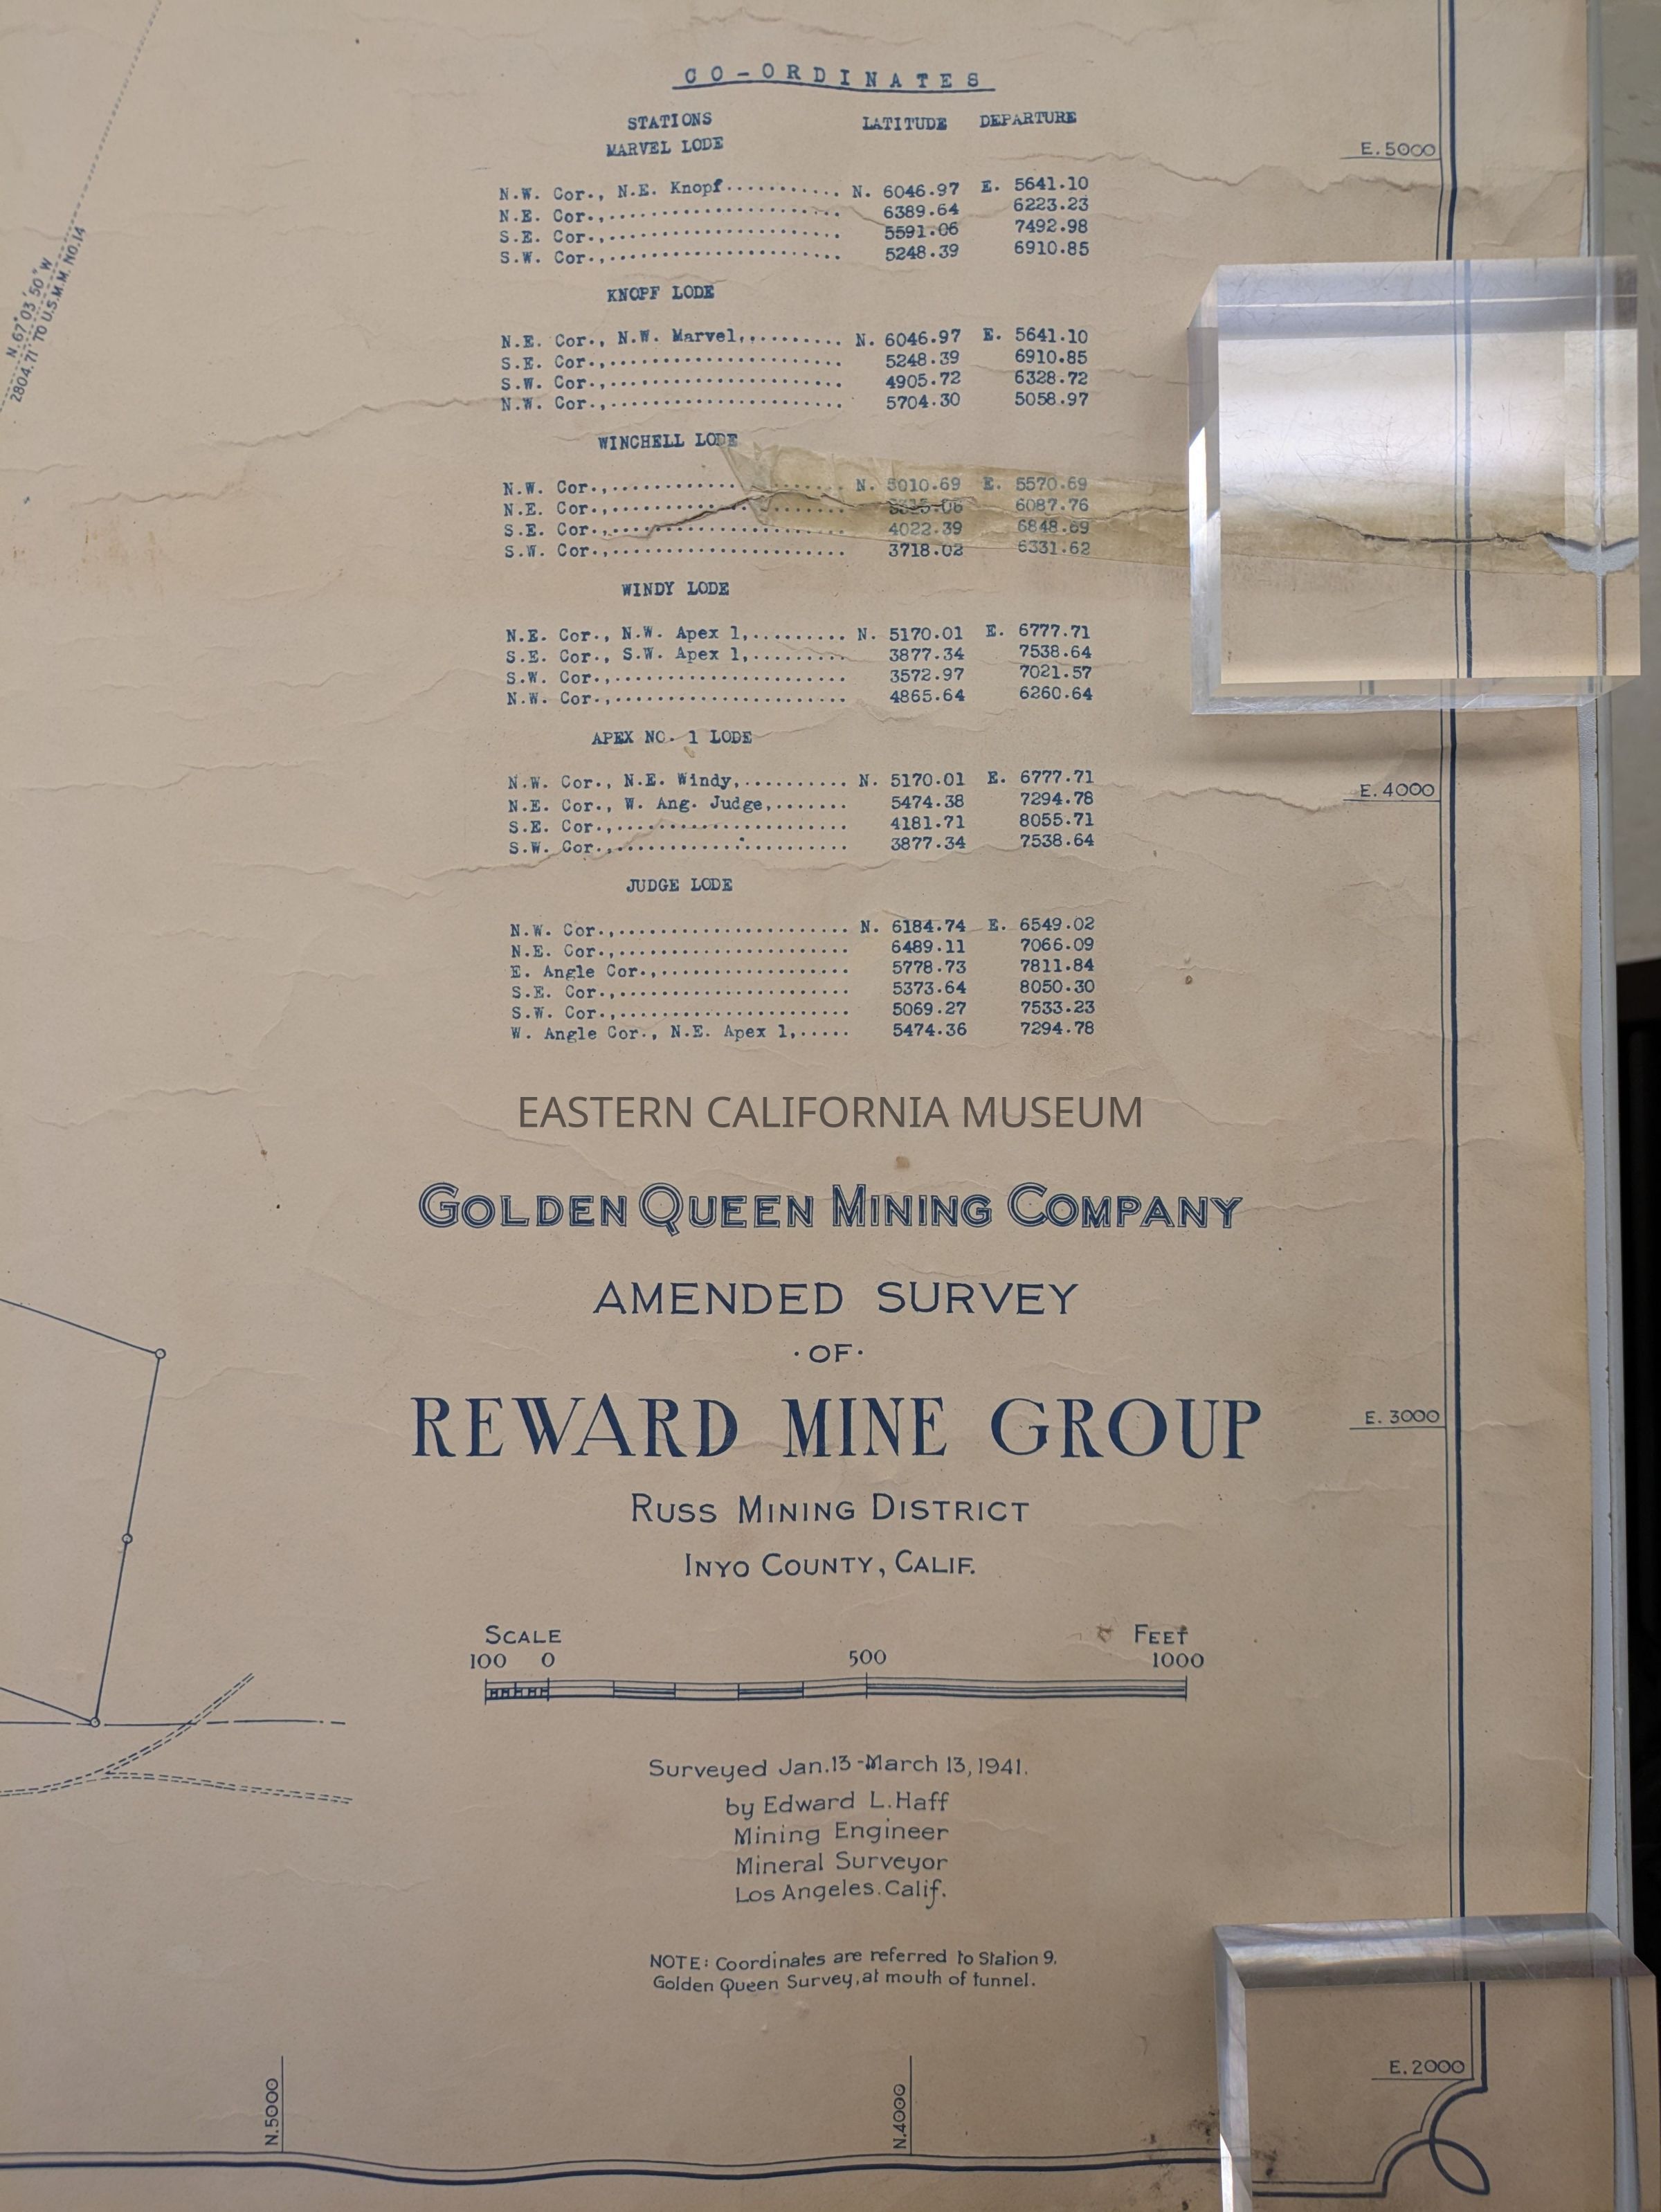 CO-ORDINATES
STATIONS LATITUDE DEPARTURE
MARVEL LODE
N.W. Cor., N.E. Knopf........... N. 6046.97 E. 5641.10
N.E. Cor.,...................... 6389.64 6223.23
S.E. Cor.,...................... 5591.06 7492.98
S.W. Cor.,...................... 5248.39 6910.85
KNOPF LODE
N.E. Cor., N.W. Marvel,.......... N. 6046.97 E. 5641.10
S.E. Cor.,...................... 5248.39 6910.85
S.W. Cor.,...................... 4905.72 6328.72
N.W. Cor.,...................... 5704.30 5058.97
WINCHELL LODE
N.W. Cor.,...................... N. 5010.69 E. 5570.69
N.E. Cor.,...................... 6087.76
S.E. Cor.,...................... 4022.39 6848.69
S.W. Cor.,...................... 3718.02 6331.62
WINDY LODE
N.E. Cor., N.W. Apex 1,......... N. 5170.01 E. 6777.71
S.E. Cor., S.W. Apex 1,......... 3877.34 7538.64
S.W. Cor.,...................... 3572.97 7021.57
N.W. Cor.,...................... 4865.64 6260.64
APEX NO. 1 LODE
N.W. Cor., N.E. Windy,.......... N. 5170.01 E. 6777.71
N.E. Cor., W. Ang. Judge,....... 5474.38 7294.78
S.E. Cor.,...................... 4181.71 8055.71
S.W. Cor.,...................... 3877.34 7538.64
JUDGE LODE
N.W. Cor.,...................... N. 6184.74 E. 6549.02
N.E. Cor.,...................... 6489.11 7066.09
E. Angle Cor.,.................. 5778.73 7811.84
S.E. Cor.,...................... 5373.64 8050.30
S.W. Cor.,...................... 5069.27 7533.23
W. Angle Cor., N.E. Apex 1,..... 5474.36 7294.78
N.67°03'50"W
2804.71 TO U.S.M.M. NO.14
E.5000
E.4000
E.3000
E.2000
EASTERN CALIFORNIA MUSEUM
GOLDEN QUEEN MINING COMPANY
AMENDED SURVEY
·OF·
REWARD MINE GROUP
RUSS MINING DISTRICT
INYO COUNTY, CALIF.
SCALE FEET
100 0 500 1000
Surveyed Jan.13-March 13, 1941.
by Edward L. Haff
Mining Engineer
Mineral Surveyor
Los Angeles. Calif.
NOTE: Coordinates are referred to Station 9,
Golden Queen Survey, at mouth of tunnel.
N.5000
N.4000